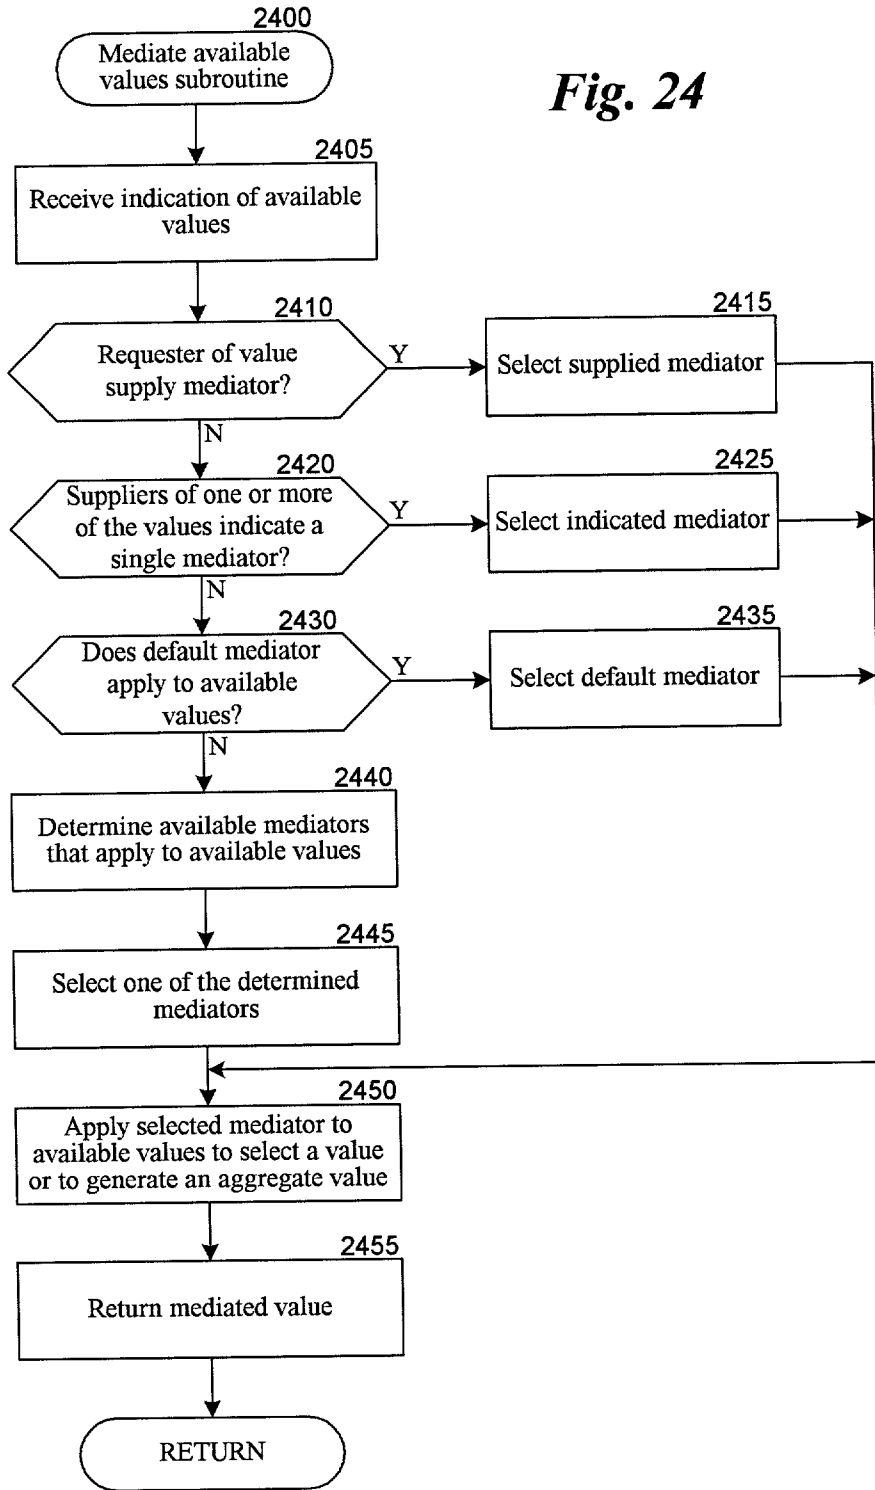 2400
Mediate available
values subroutine
Fig. 24
2405
Receive indication of available
values
2410
Requester of value
supply mediator?
Y
2415
Select supplied mediator
N
2420
Suppliers of one or more
of the values indicate a
single mediator?
Y
2425
Select indicated mediator
N
2430
Does default mediator
apply to available
values?
Y
2435
Select default mediator
N
2440
Determine available mediators
that apply to available values
2445
Select one of the determined
mediators
2450
Apply selected mediator to
available values to select a value
or to generate an aggregate value
2455
Return mediated value
RETURN